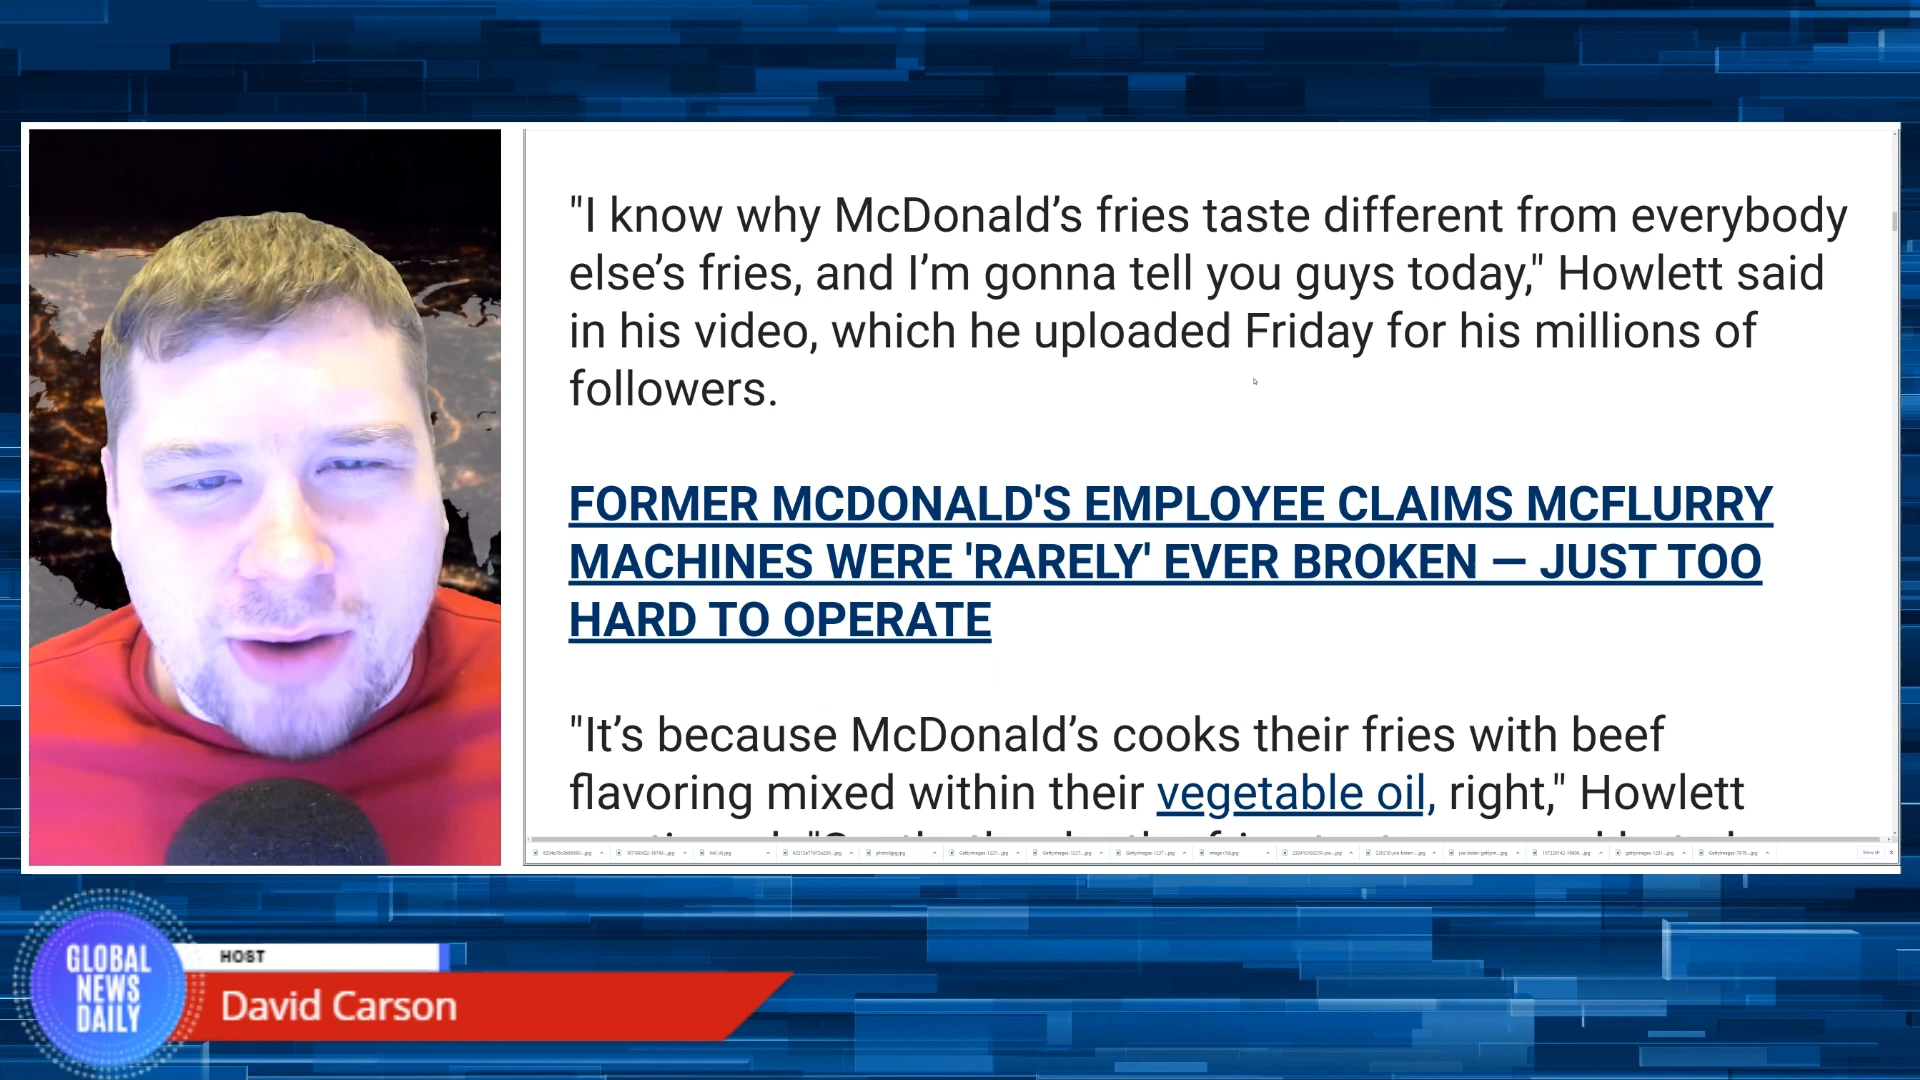 "I know why McDonald’s fries taste different from everybody
else’s fries, and I’m gonna tell you guys today," Howlett said
in his video, which he uploaded Friday for his millions of
followers.
FORMER MCDONALD'S EMPLOYEE CLAIMS MCFLURRY
MACHINES WERE 'RARELY' EVER BROKEN — JUST TOO
HARD TO OPERATE
"It’s because McDonald’s cooks their fries with beef
flavoring mixed within their vegetable oil, right," Howlett
Show all
GLOBAL
NEWS
DAILY
HOST
David Carson